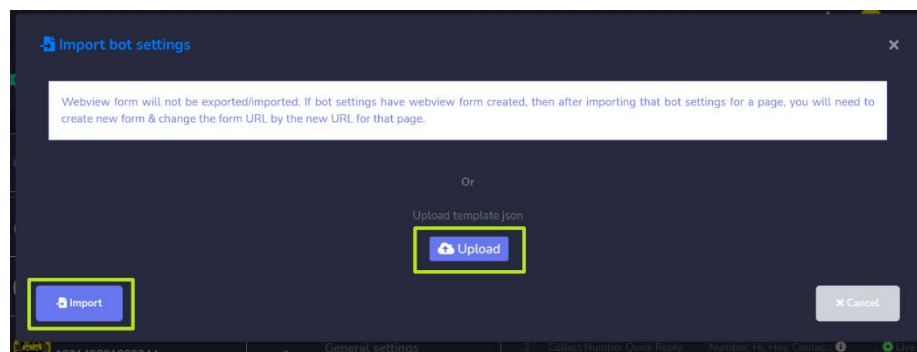 Import bot settings
Webview form will not be exported/imported. If bot settings have webview form created, then after importing that bot settings for a page, you will need to
create new form & change the form URL by the new URL for that page.
Or
Upload template json
Upload
Import
× Cancel
General settings 2 Collect Number Quick Reply Number, Hi, Hey, Contac... Live